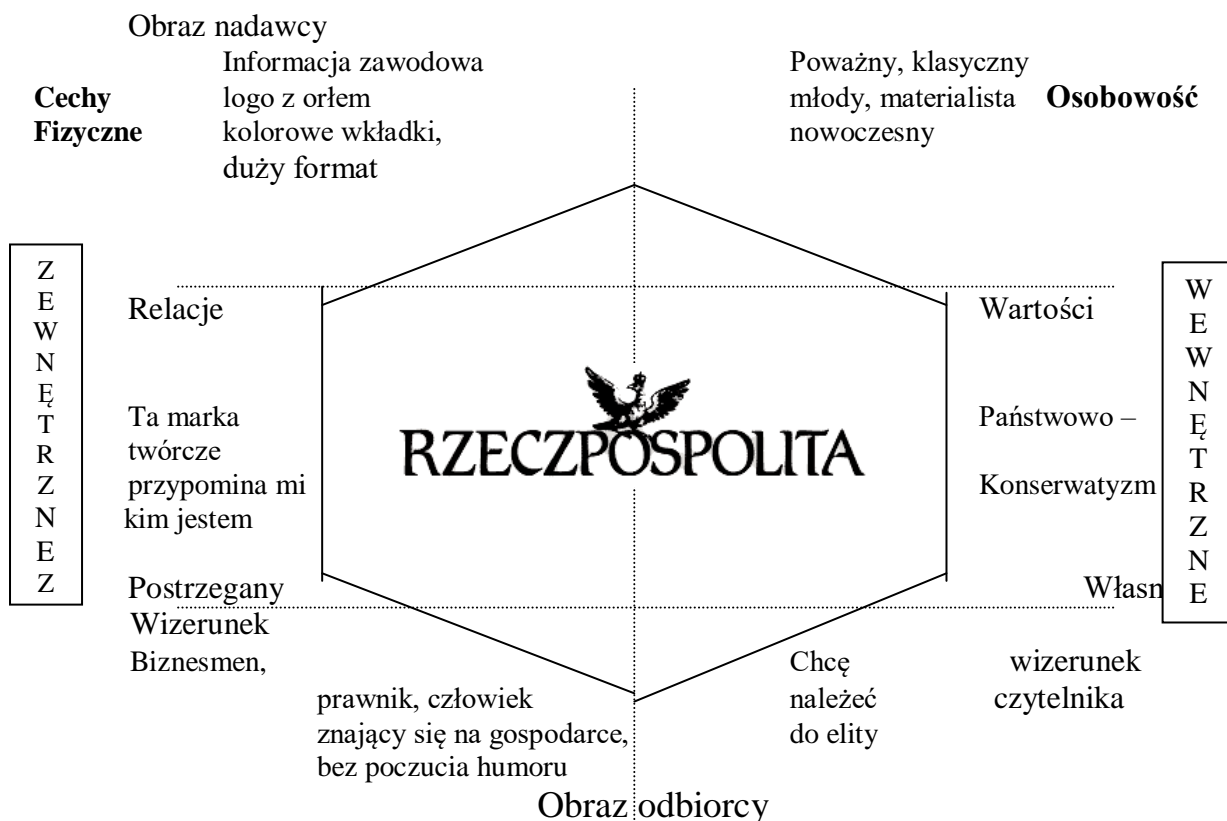 Obraz nadawcy
Informacja zawodowa
logo z orłem
kolorowe wkładki,
duży format
Cechy
Fizyczne
Poważny, klasyczny
młody, materialista
nowoczesny
Osobowość
Z
E
W
N
Ę
T
R
Z
N
E
Z
Relacje
Ta marka
twórcze
przypomina mi
kim jestem
RZECZPOSPOLITA
Wartości
Państwowo –
Konserwatyzm
W
E
W
N
Ę
T
R
Z
N
E
Postrzegany
Wizerunek
Biznesmen,
prawnik, człowiek
znający się na gospodarce,
bez poczucia humoru
Własn
wizerunek
czytelnika
Chcę
należeć
do elity
Obraz odbiorcy